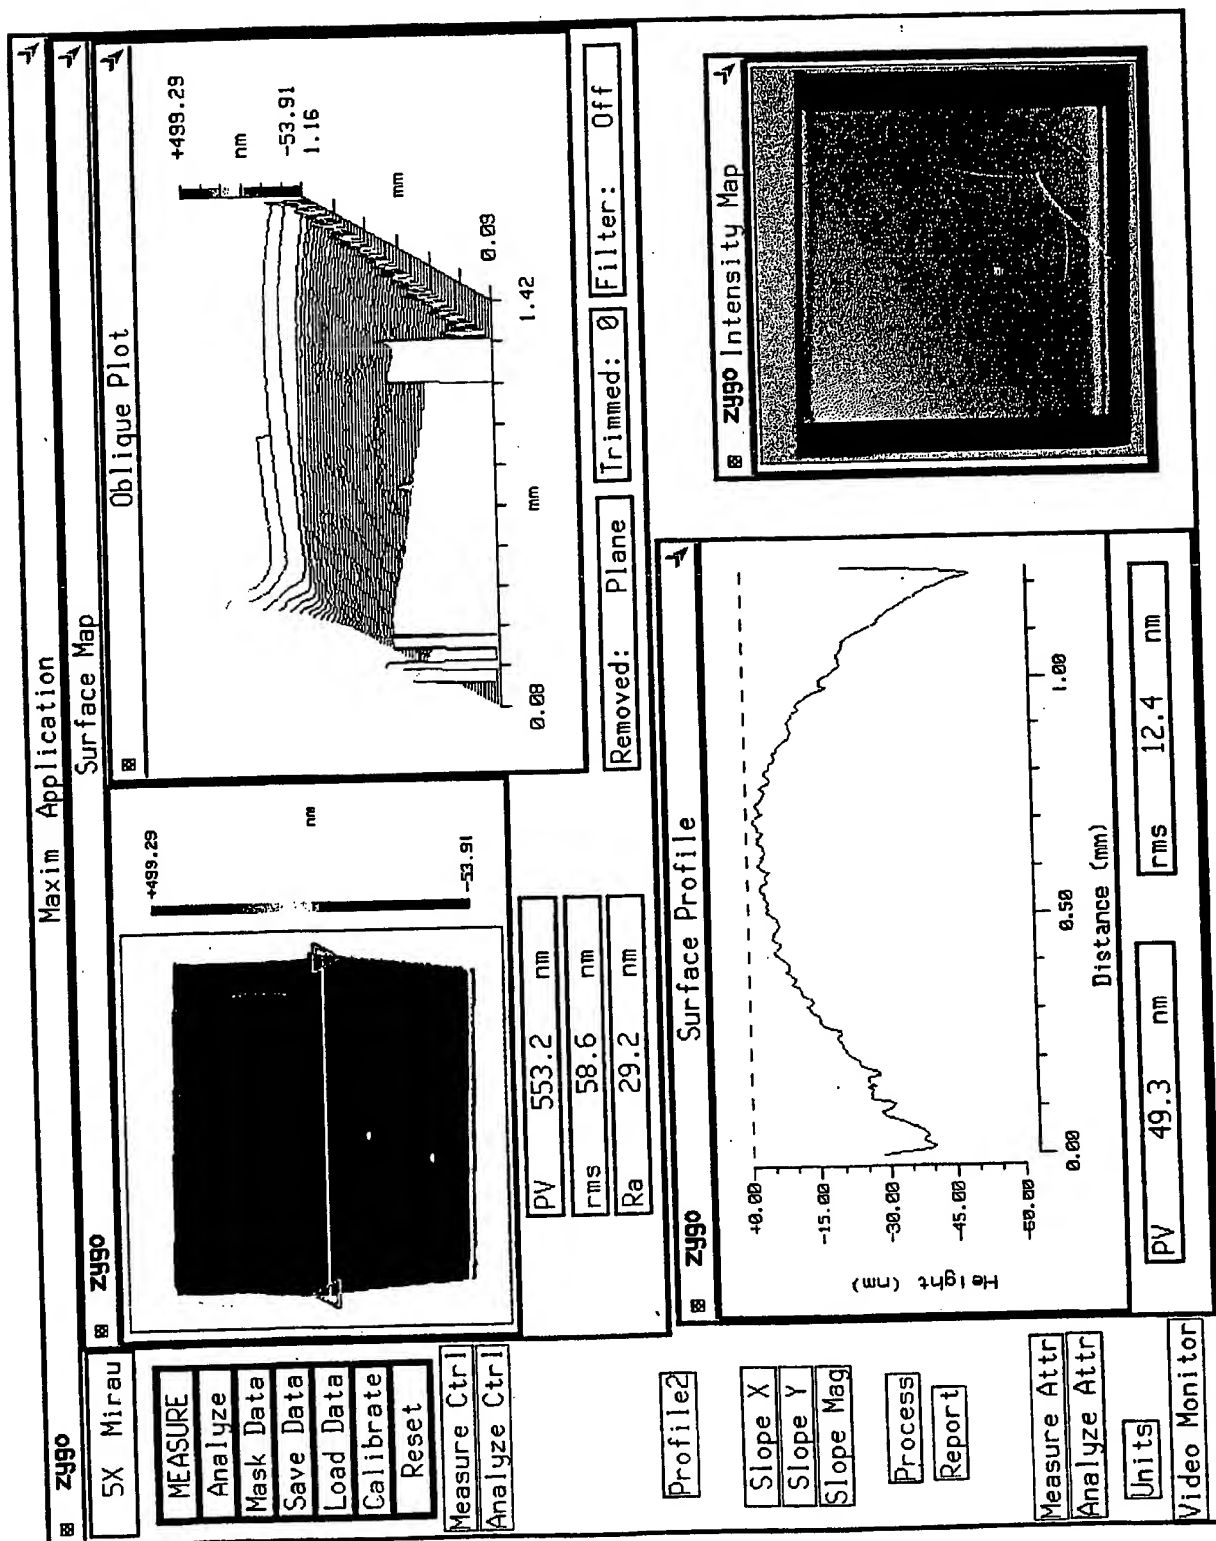 zygo
Maxim Application
5X Mirau
MEASURE
Analyze
Mask Data
Save Data
Load Data
Calibrate
Reset
Measure Ctrl
Analyze Ctrl
Profile2
Slope X
Slope Y
Slope Mag
Process
Report
Measure Attr
Analyze Attr
Units
Video Monitor
zygo
Surface Map
+499.29
nm
-53.91
PV 553.2 nm
rms 58.6 nm
Ra 29.2 nm
Oblique Plot
+499.29
nm
-53.91
1.16
mm
0.09
1.42
mm
0.08
Removed: Plane
Trimmed: 0
Filter: Off
zygo
Surface Profile
Height (nm)
+0.00
-15.00
-30.00
-45.00
-60.00
0.00
0.50
1.00
Distance (mm)
PV 49.3 nm
rms 12.4 nm
zygo Intensity Map